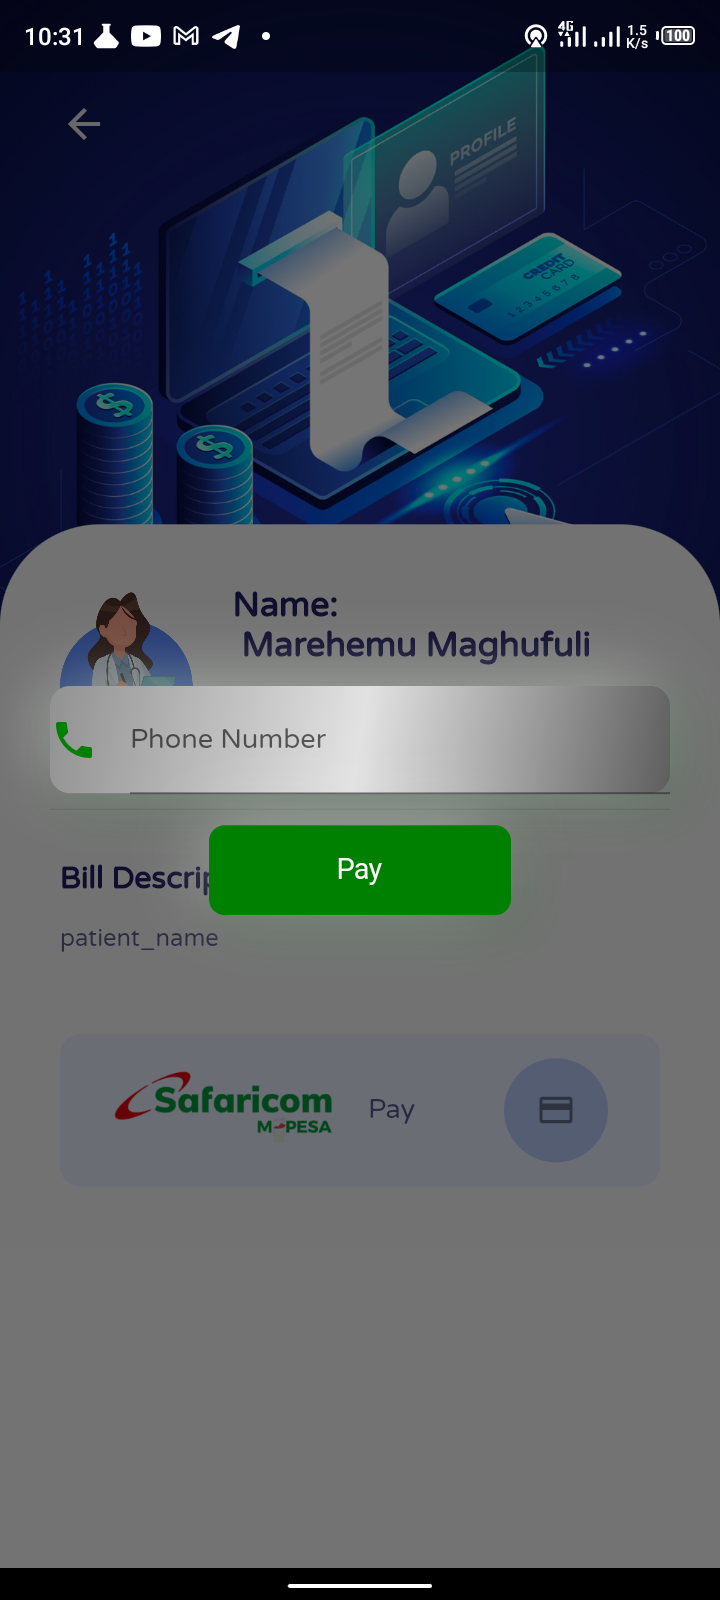 10:31
4G
1.5
K/s
100
PROFILE
CREDIT
CARD
12345678
Name:
Marehemu Maghufuli
Phone Number
Pay
Bill Descrip
patient_name
Safaricom
M-PESA
Pay